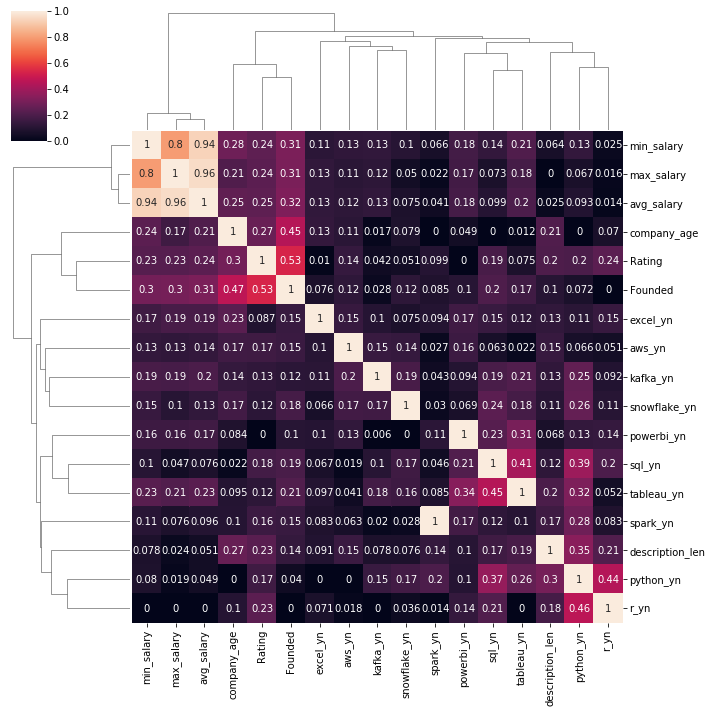 1.0
0.8
0.6
0.4
0.2
0.0
1 0.8 0.94 0.28 0.24 0.31 0.11 0.13 0.13 0.1 0.066 0.18 0.14 0.21 0.064 0.13 0.025 min_salary
0.8 1 0.96 0.21 0.24 0.31 0.13 0.11 0.12 0.05 0.022 0.17 0.073 0.18 0 0.067 0.016 max_salary
0.94 0.96 1 0.25 0.25 0.32 0.13 0.12 0.13 0.075 0.041 0.18 0.099 0.2 0.025 0.093 0.014 avg_salary
0.24 0.17 0.21 1 0.27 0.45 0.13 0.11 0.017 0.079 0 0.049 0 0.012 0.21 0 0.07 company_age
0.23 0.23 0.24 0.3 1 0.53 0.01 0.14 0.042 0.051 0.099 0 0.19 0.075 0.2 0.2 0.24 Rating
0.3 0.3 0.31 0.47 0.53 1 0.076 0.12 0.028 0.12 0.085 0.1 0.2 0.17 0.1 0.072 0 Founded
0.17 0.19 0.19 0.23 0.087 0.15 1 0.15 0.1 0.075 0.094 0.17 0.15 0.12 0.13 0.11 0.15 excel_yn
0.13 0.13 0.14 0.17 0.17 0.15 0.1 1 0.15 0.14 0.027 0.16 0.063 0.022 0.15 0.066 0.051 aws_yn
0.19 0.19 0.2 0.14 0.13 0.12 0.11 0.2 1 0.19 0.043 0.094 0.19 0.21 0.13 0.25 0.092 kafka_yn
0.15 0.1 0.13 0.17 0.12 0.18 0.066 0.17 0.17 1 0.03 0.069 0.24 0.18 0.11 0.26 0.11 snowflake_yn
0.16 0.16 0.17 0.084 0 0.1 0.1 0.13 0.006 0 0.11 1 0.23 0.31 0.068 0.13 0.14 powerbi_yn
0.1 0.047 0.076 0.022 0.18 0.19 0.067 0.019 0.1 0.17 0.046 0.21 1 0.41 0.12 0.39 0.2 sql_yn
0.23 0.21 0.23 0.095 0.12 0.21 0.097 0.041 0.18 0.16 0.085 0.34 0.45 1 0.2 0.32 0.052 tableau_yn
0.11 0.076 0.096 0.1 0.16 0.15 0.083 0.063 0.02 0.028 1 0.17 0.12 0.1 0.17 0.28 0.083 spark_yn
0.078 0.024 0.051 0.27 0.23 0.14 0.091 0.15 0.078 0.076 0.14 0.1 0.17 0.19 1 0.35 0.21 description_len
0.08 0.019 0.049 0 0.17 0.04 0 0 0.15 0.17 0.2 0.1 0.37 0.26 0.3 1 0.44 python_yn
0 0 0 0.1 0.23 0 0.071 0.018 0 0.036 0.014 0.14 0.21 0 0.18 0.46 1 r_yn
min_salary max_salary avg_salary company_age Rating Founded excel_yn aws_yn kafka_yn snowflake_yn spark_yn powerbi_yn sql_yn tableau_yn description_len python_yn r_yn